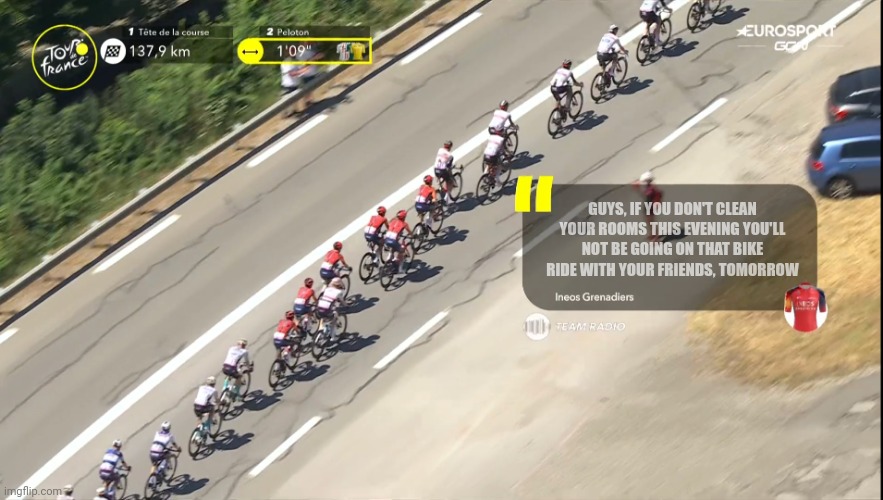 TOUR de france
1 Tête de la course
137,9 km
2 Peloton
1'09"
EUROSPORT
GCN
"
GUYS, IF YOU DON'T CLEAN
YOUR ROOMS THIS EVENING YOU'LL
NOT BE GOING ON THAT BIKE
RIDE WITH YOUR FRIENDS, TOMORROW
Ineos Grenadiers
INEOS
TEAM RADIO
imgflip.com